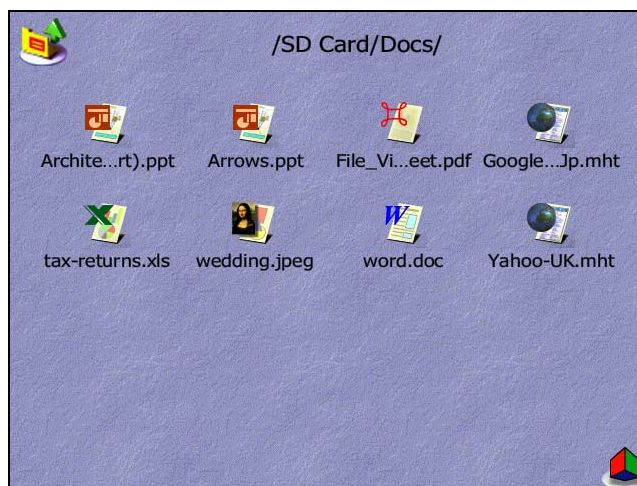 /SD Card/Docs/
Archite...rt).ppt Arrows.ppt File_Vi...eet.pdf Google...Jp.mht
tax-returns.xls wedding.jpeg word.doc Yahoo-UK.mht